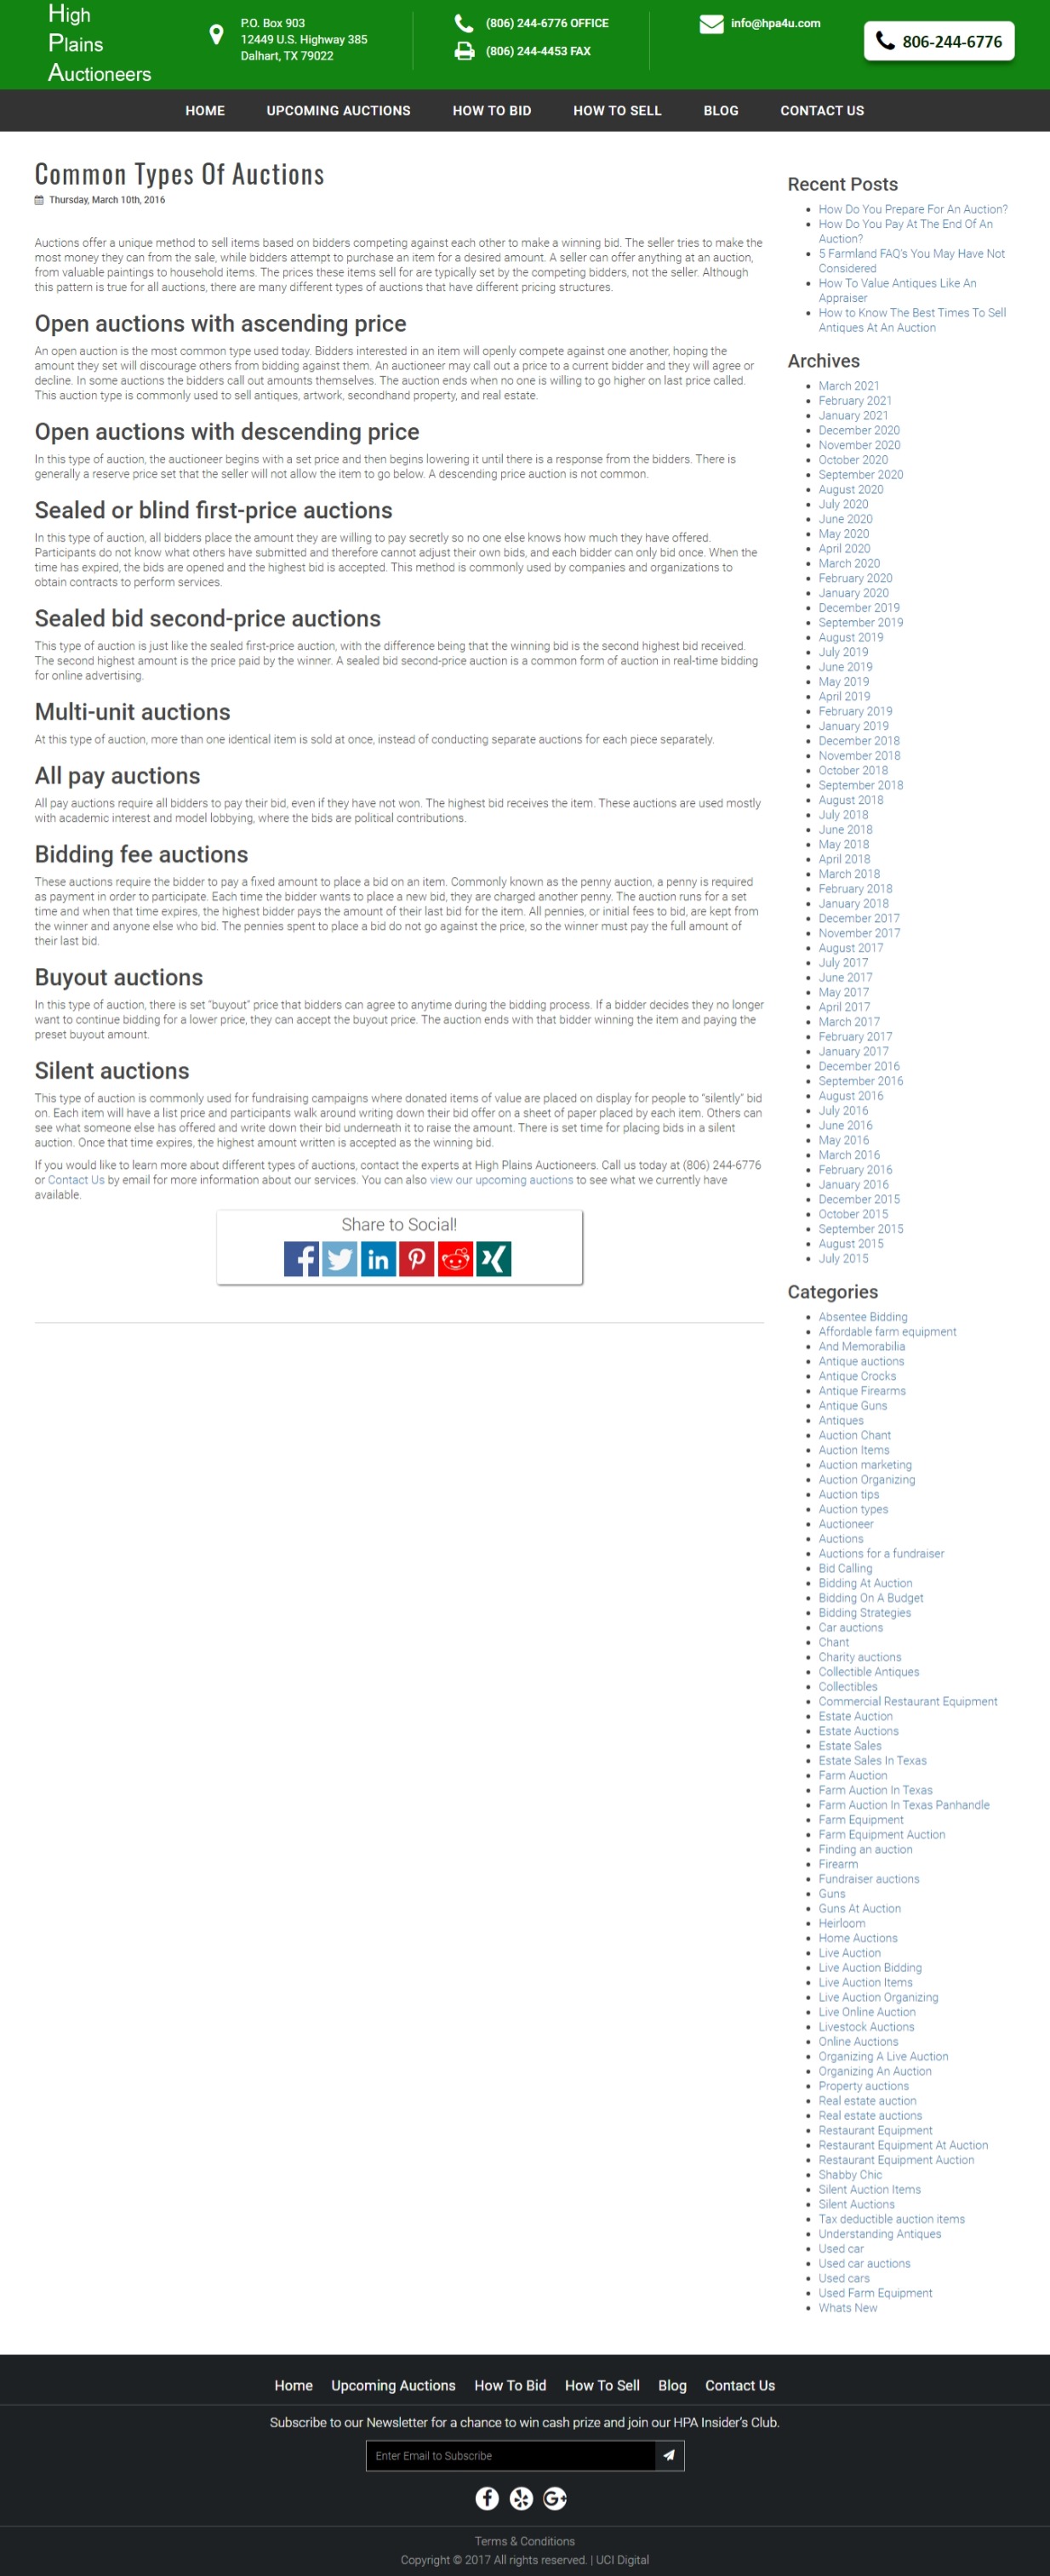 High
Plains
Auctioneers
P.O. Box 903
12449 U.S. Highway 385
Dalhart, TX 79022
(806) 244-6776 OFFICE
(806) 244-4453 FAX
info@hpa4u.com
806-244-6776
HOME UPCOMING AUCTIONS HOW TO BID HOW TO SELL BLOG CONTACT US
Common Types Of Auctions
Thursday, March 10th, 2016
Auctions offer a unique method to sell items based on bidders competing against each other to make a winning bid. The seller tries to make the
most money they can from the sale, while bidders attempt to purchase an item for a desired amount. A seller can offer anything at an auction,
from valuable paintings to household items. The prices these items sell for are typically set by the competing bidders, not the seller. Although
this pattern is true for all auctions, there are many different types of auctions that have different pricing structures.
Open auctions with ascending price
An open auction is the most common type used today. Bidders interested in an item will openly compete against one another, hoping the
amount they set will discourage others from bidding against them. An auctioneer may call out a price to a current bidder and they will agree or
decline. In some auctions the bidders call out amounts themselves. The auction ends when no one is willing to go higher on last price called.
This auction type is commonly used to sell antiques, artwork, secondhand property, and real estate.
Open auctions with descending price
In this type of auction, the auctioneer begins with a set price and then begins lowering it until there is a response from the bidders. There is
generally a reserve price set that the seller will not allow the item to go below. A descending price auction is not common.
Sealed or blind first-price auctions
In this type of auction, all bidders place the amount they are willing to pay secretly so no one else knows how much they have offered.
Participants do not know what others have submitted and therefore cannot adjust their own bids, and each bidder can only bid once. When the
time has expired, the bids are opened and the highest bid is accepted. This method is commonly used by companies and organizations to
obtain contracts to perform services.
Sealed bid second-price auctions
This type of auction is just like the sealed first-price auction, with the difference being that the winning bid is the second highest bid received.
The second highest amount is the price paid by the winner. A sealed bid second-price auction is a common form of auction in real-time bidding
for online advertising.
Multi-unit auctions
At this type of auction, more than one identical item is sold at once, instead of conducting separate auctions for each piece separately.
All pay auctions
All pay auctions require all bidders to pay their bid, even if they have not won. The highest bid receives the item. These auctions are used mostly
with academic interest and model lobbying, where the bids are political contributions.
Bidding fee auctions
These auctions require the bidder to pay a fixed amount to place a bid on an item. Commonly known as the penny auction, a penny is required
as payment in order to participate. Each time the bidder wants to place a new bid, they are charged another penny. The auction runs for a set
time and when that time expires, the highest bidder pays the amount of their last bid for the item. All pennies, or initial fees to bid, are kept from
the winner and anyone else who bid. The pennies spent to place a bid do not go against the price, so the winner must pay the full amount of
their last bid.
Buyout auctions
In this type of auction, there is set "buyout" price that bidders can agree to anytime during the bidding process. If a bidder decides they no longer
want to continue bidding for a lower price, they can accept the buyout price. The auction ends with that bidder winning the item and paying the
preset buyout amount.
Silent auctions
This type of auction is commonly used for fundraising campaigns where donated items of value are placed on display for people to "silently" bid
on. Each item will have a list price and participants walk around writing down their bid offer on a sheet of paper placed by each item. Others can
see what someone else has offered and write down their bid underneath it to raise the amount. There is set time for placing bids in a silent
auction. Once that time expires, the highest amount written is accepted as the winning bid.
If you would like to learn more about different types of auctions, contact the experts at High Plains Auctioneers. Call us today at (806) 244-6776
or Contact Us by email for more information about our services. You can also view our upcoming auctions to see what we currently have
available.
Share to Social!
Recent Posts
How Do You Prepare For An Auction?
How Do You Pay At The End Of An
Auction?
5 Farmland FAQ's You May Have Not
Considered
How To Value Antiques Like An
Appraiser
How to Know The Best Times To Sell
Antiques At An Auction
Archives
March 2021
February 2021
January 2021
December 2020
November 2020
October 2020
September 2020
August 2020
July 2020
June 2020
May 2020
April 2020
March 2020
February 2020
January 2020
December 2019
September 2019
August 2019
July 2019
June 2019
May 2019
April 2019
February 2019
January 2019
December 2018
November 2018
October 2018
September 2018
August 2018
July 2018
June 2018
May 2018
April 2018
March 2018
February 2018
January 2018
December 2017
November 2017
August 2017
July 2017
June 2017
May 2017
April 2017
March 2017
February 2017
January 2017
December 2016
September 2016
August 2016
July 2016
June 2016
May 2016
March 2016
February 2016
January 2016
December 2015
October 2015
September 2015
August 2015
July 2015
Categories
Absentee Bidding
Affordable farm equipment
And Memorabilia
Antique auctions
Antique Crocks
Antique Firearms
Antique Guns
Antiques
Auction Chant
Auction Items
Auction marketing
Auction Organizing
Auction tips
Auction types
Auctioneer
Auctions
Auctions for a fundraiser
Bid Calling
Bidding At Auction
Bidding On A Budget
Bidding Strategies
Car auctions
Chant
Charity auctions
Collectible Antiques
Collectibles
Commercial Restaurant Equipment
Estate Auction
Estate Auctions
Estate Sales
Estate Sales In Texas
Farm Auction
Farm Auction In Texas
Farm Auction In Texas Panhandle
Farm Equipment
Farm Equipment Auction
Finding an auction
Firearm
Fundraiser auctions
Guns
Guns At Auction
Heirloom
Home Auctions
Live Auction
Live Auction Bidding
Live Auction Items
Live Auction Organizing
Live Online Auction
Livestock Auctions
Online Auctions
Organizing A Live Auction
Organizing An Auction
Property auctions
Real estate auction
Real estate auctions
Restaurant Equipment
Restaurant Equipment At Auction
Restaurant Equipment Auction
Shabby Chic
Silent Auction Items
Silent Auctions
Tax deductible auction items
Understanding Antiques
Used car
Used car auctions
Used cars
Used Farm Equipment
Whats New
Home Upcoming Auctions How To Bid How To Sell Blog Contact Us
Subscribe to our Newsletter for a chance to win cash prize and join our HPA Insider's Club.
Enter Email to Subscribe
Terms & Conditions
Copyright © 2017 All rights reserved. | UCI Digital